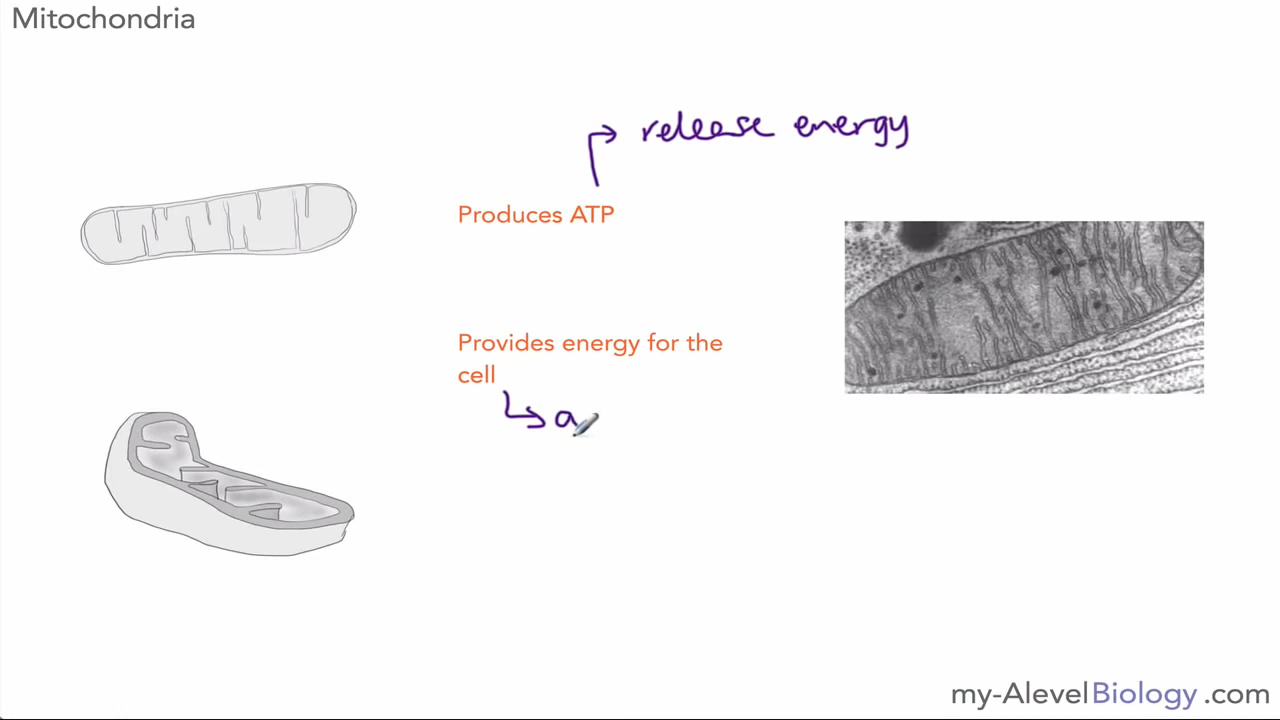 Mitochondria
release energy
Produces ATP
Provides energy for the
cell
a
my-AlevelBiology.com